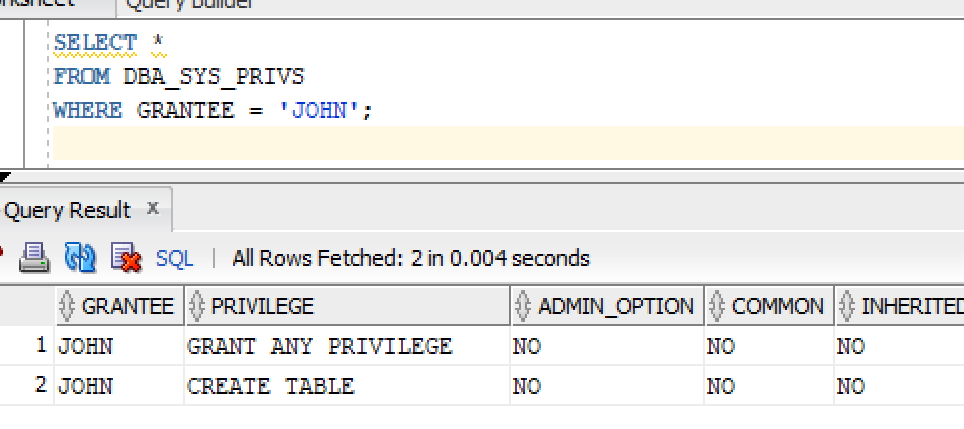 Query Builder
SELECT *
FROM DBA_SYS_PRIVS
WHERE GRANTEE = 'JOHN';
Query Result x
SQL | All Rows Fetched: 2 in 0.004 seconds
GRANTEE PRIVILEGE ADMIN_OPTION COMMON INHERITED
1 JOHN GRANT ANY PRIVILEGE NO NO NO
2 JOHN CREATE TABLE NO NO NO